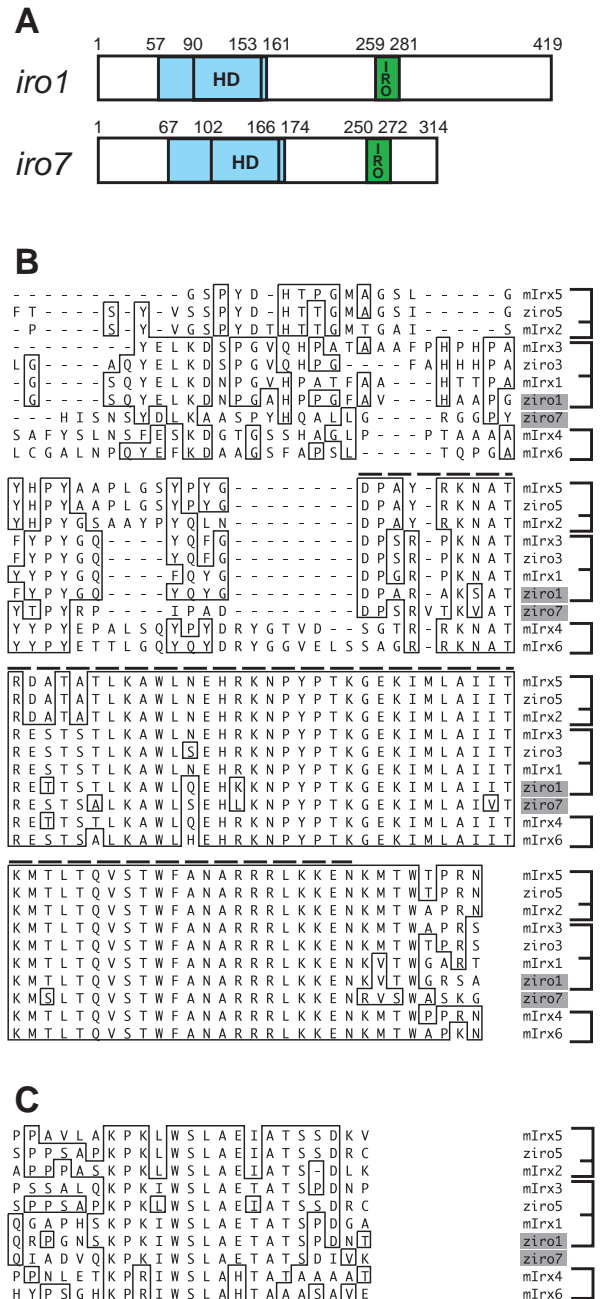 A
1 57 90 153 161 259 281 419
iro1 HD IRO
1 67 102 166 174 250 272 314
iro7 HD IRO
B
- - - - - - - - - - - G S P Y D - H T P G M A G S L - - - - - G mIrx5
F T - - - - S - Y - V S S P Y D - H T T G M A G S I - - - - - G ziro5
- P - - - - S - Y - V G S P Y D T H T T G M T G A I - - - - - S mIrx2
- - - - - - - - Y E L K D S P G V Q H P A T A A A F P H P H P A mIrx3
L G - - - - A Q Y E L K D S P G V Q H P G - - - - F A H H H P A ziro3
- G - - - - S Q Y E L K D N P G V H P A T F A A - - - H T T P A mIrx1
- G - - - - S Q Y E L K D N P G A H P P G F A V - - - H A A P G ziro1
- - - H I S N S Y D L K A A S P Y H Q A L L G - - - - R G G P Y ziro7
S A F Y S L N S F E S K D G T G S S H A G L P - - - P T A A A A mIrx4
L C G A L N P Q Y E F K D A A G S F A P S L - - - - - T Q P G A mIrx6
Y H P Y A A P L G S Y P Y G - - - - - - - - D P A Y - R K N A T mIrx5
Y H P Y A A P L G S Y P Y G - - - - - - - - D P A Y - R K N A T ziro5
Y H P Y G S A A Y P Y Q L N - - - - - - - - D P A Y - R K N A T mIrx2
F Y P Y G Q - - - - Y Q F G - - - - - - - - D P S R - P K N A T mIrx3
F Y P Y G Q - - - - Y Q F G - - - - - - - - D P S R - P K N A T ziro3
Y Y P Y G Q - - - - F Q Y G - - - - - - - - D P G R - P K N A T mIrx1
F Y P Y G Q - - - - Y Q Y G - - - - - - - - D P A R - A K S A T ziro1
Y T P Y R P - - - - I P A D - - - - - - - - D P S R V T K V A T ziro7
Y Y P Y E P A L S Q Y P Y D R Y G T V D - - S G T R - R K N A T mIrx4
Y Y P Y E T T L G Q Y Q Y D R Y G G V E L S S A G R - R K N A T mIrx6
R D A T A T L K A W L N E H R K N P Y P T K G E K I M L A I I T mIrx5
R D A T A T L K A W L N E H R K N P Y P T K G E K I M L A I I T ziro5
R D A T A T L K A W L N E H R K N P Y P T K G E K I M L A I I T mIrx2
R E S T S T L K A W L N E H R K N P Y P T K G E K I M L A I I T mIrx3
R E S T S T L K A W L S E H R K N P Y P T K G E K I M L A I I T ziro3
R E S T S T L K A W L N E H R K N P Y P T K G E K I M L A I I T mIrx1
R E T T S T L K A W L Q E H K K N P Y P T K G E K I M L A I I T ziro1
R E S T S A L K A W L S E H L K N P Y P T K G E K I M L A I V T ziro7
R E T T S T L K A W L Q E H R K N P Y P T K G E K I M L A I I T mIrx4
R E S T S A L K A W L H E H R K N P Y P T K G E K I M L A I I T mIrx6
K M T L T Q V S T W F A N A R R R L K K E N K M T W T P R N mIrx5
K M T L T Q V S T W F A N A R R R L K K E N K M T W T P R N ziro5
K M T L T Q V S T W F A N A R R R L K K E N K M T W A P R N mIrx2
K M T L T Q V S T W F A N A R R R L K K E N K M T W A P R S mIrx3
K M T L T Q V S T W F A N A R R R L K K E N K M T W T P R S ziro3
K M T L T Q V S T W F A N A R R R L K K E N K V T W G A R T mIrx1
K M T L T Q V S T W F A N A R R R L K K E N K V T W G R S A ziro1
K M S L T Q V S T W F A N A R R R L K K E N R V S W A S K G ziro7
K M T L T Q V S T W F A N A R R R L K K E N K M T W P P R N mIrx4
K M T L T Q V S T W F A N A R R R L K K E N K M T W A P K N mIrx6
C
P P A V L A K P K L W S L A E I A T S S D K V mIrx5
S P P S A P K P K L W S L A E I A T S S D R C ziro5
A P P P A S K P K L W S L A E I A T S - D L K mIrx2
P S S A L Q K P K I W S L A E T A T S P D N P mIrx3
S P P S A P K P K L W S L A E I A T S S D R C ziro5
Q G A P H S K P K I W S L A E T A T S P D G A mIrx1
Q R P G N S K P K I W S L A E T A T S P D N T ziro1
Q I A D V Q K P K I W S L A E T A T S D I V K ziro7
P P N L E T K P R I W S L A H T A T A A A A T mIrx4
H Y P S G H K P R I W S L A H T A A A S A V E mIrx6